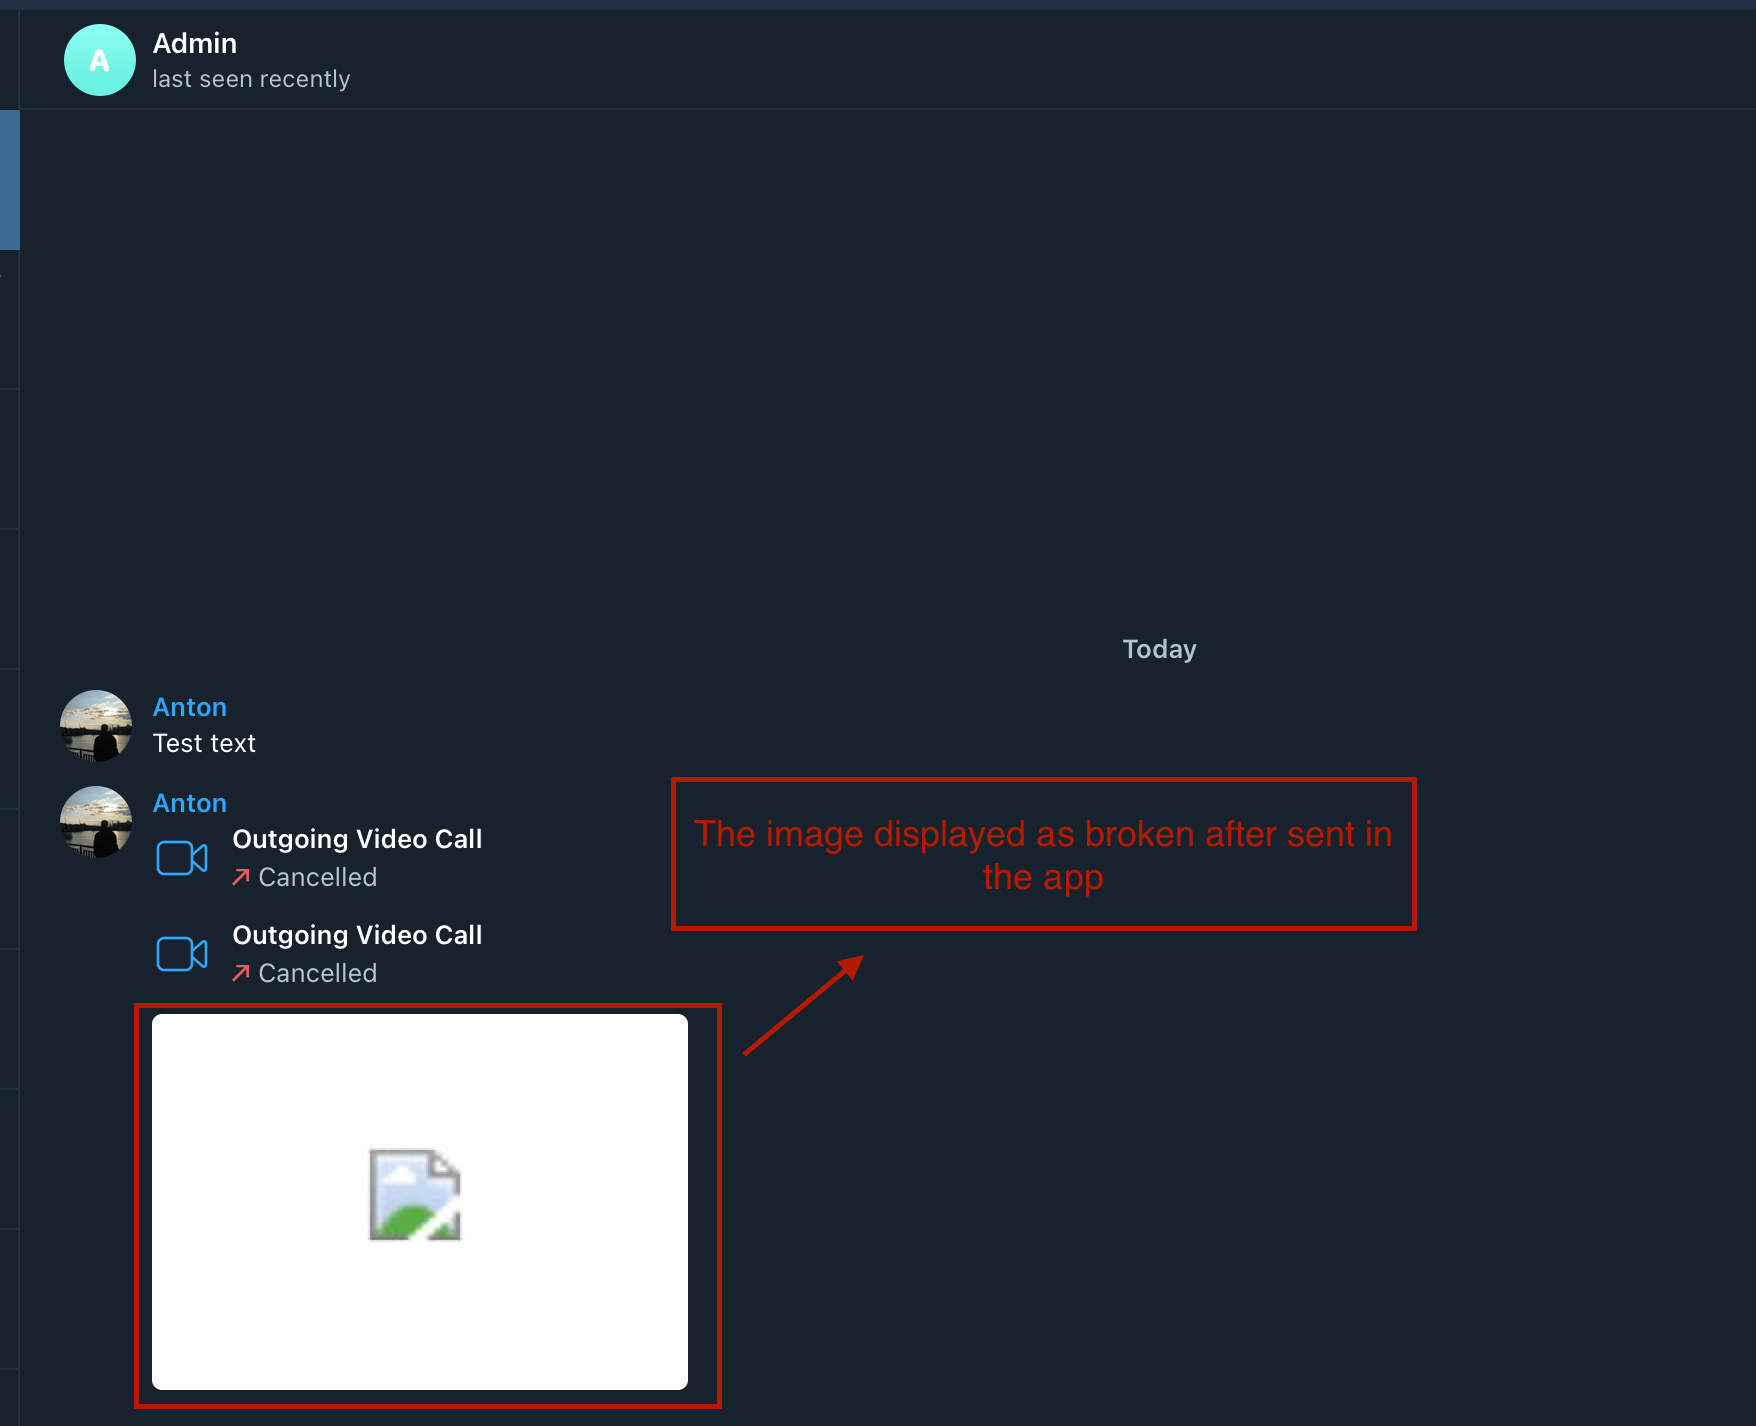 A
Admin
last seen recently
Today
Anton
Test text
Anton
Outgoing Video Call
Cancelled
Outgoing Video Call
Cancelled
The image displayed as broken after sent in
the app